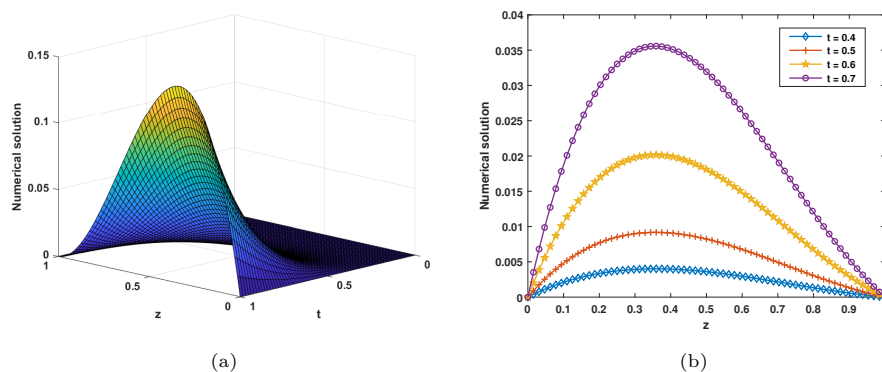 0.15
0.1
0.05
0
1
0.5
0
z
1
0.5
0
t
Numerical solution
(a)
0.04
0.035
0.03
0.025
0.02
0.015
0.01
0.005
0
0 0.1 0.2 0.3 0.4 0.5 0.6 0.7 0.8 0.9
z
Numerical solution
t = 0.4
t = 0.5
t = 0.6
t = 0.7
(b)